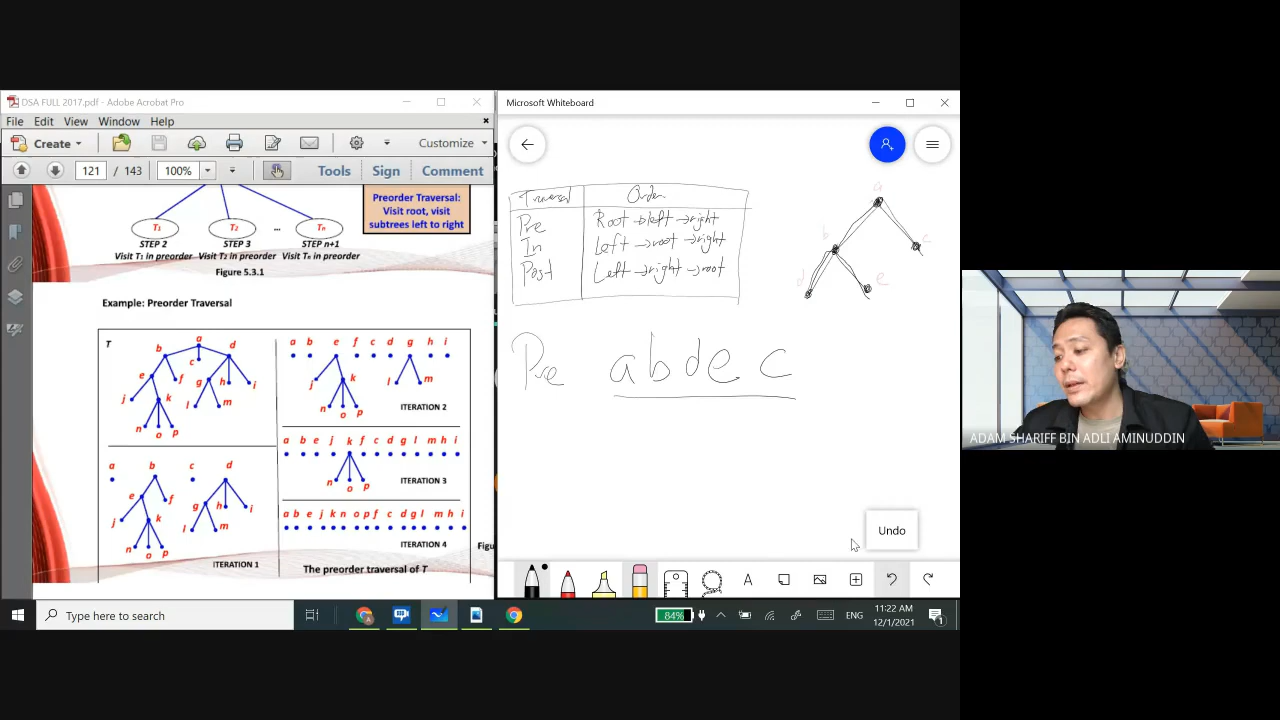 DSA FULL 2017.pdf - Adobe Acrobat Pro
File Edit View Window Help
Create
Customize
121 / 143 100%
Tools Sign Comment
T1 T2 ... Tn
Preorder Traversal:
Visit root, visit
subtrees left to right
STEP 2 STEP 3 STEP n+1
Visit T1 in preorder Visit T2 in preorder Visit Tn in preorder
Figure 5.3.1
Example: Preorder Traversal
T
a
b
c
d
e
f
g
h
i
j
k
l
m
n
o
p
a
b
c
d
e
f
g
h
i
j
k
l
m
n
o
p
ITERATION 1
a b e f c d g h i
j
k
l
m
n o p
ITERATION 2
a b e j k f c d g l m h i
n o p
ITERATION 3
a b e j k n o p f c d g l m h i
ITERATION 4
Figu
The preorder traversal of T
Microsoft Whiteboard
Traversal Order
Pre Root → left → right
In Left → root → right
Post Left → right → root
a
b
c
d
e
Pre a b d e c
Undo
ADAM SHARIFF BIN ADLI AMINUDDIN
Type here to search
84%
ENG
11:22 AM
12/1/2021
1